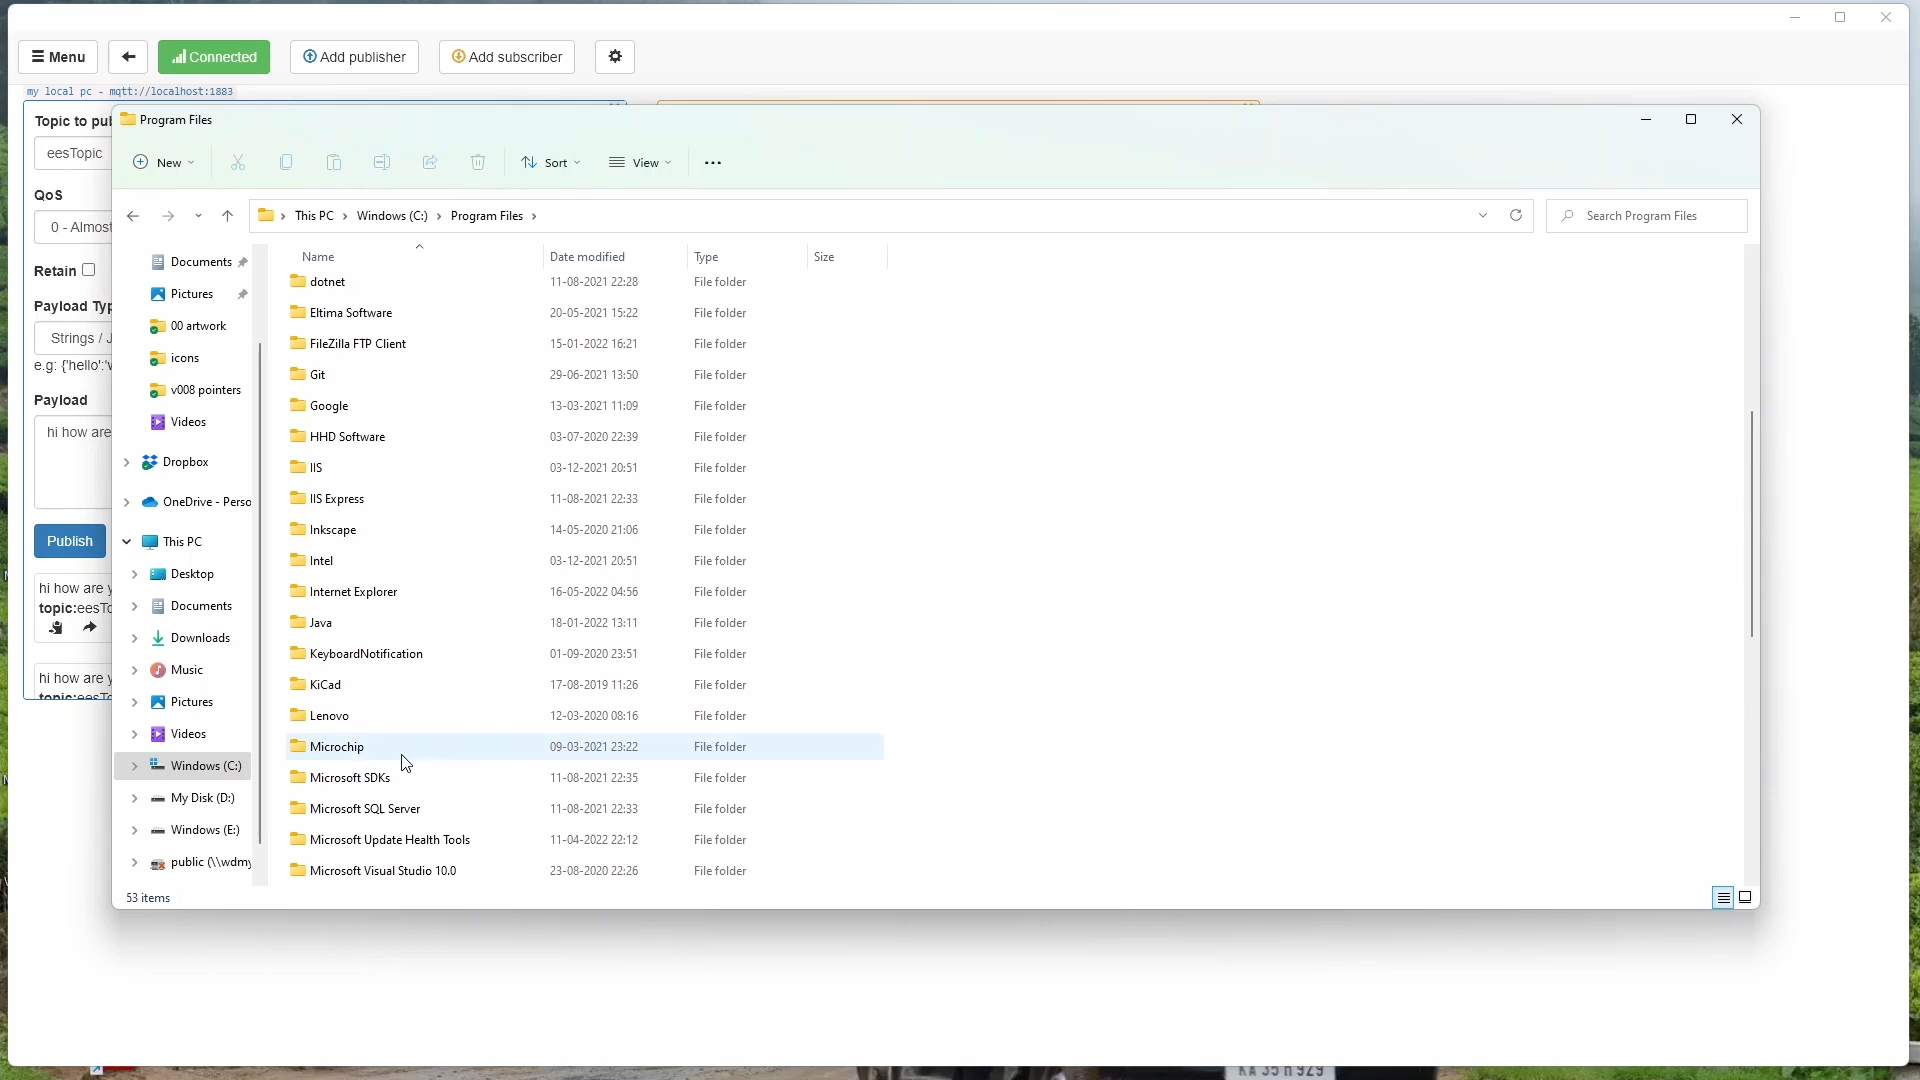 Menu
Connected
Add publisher
Add subscriber
my local pc - mqtt://localhost:1883
Topic to pub
eesTopic
QoS
0 - Almost
Retain
Payload Typ
Strings / J
e.g: {'hello':'v
Payload
hi how are
Publish
hi how are y
topic:eesTo
hi how are y
topic:eesTo
Program Files
New
Sort
View
This PC
Windows (C:)
Program Files
Search Program Files
Documents
Pictures
00 artwork
icons
v008 pointers
Videos
Dropbox
OneDrive - Perso
This PC
Desktop
Documents
Downloads
Music
Pictures
Videos
Windows (C:)
My Disk (D:)
Windows (E:)
public (\\wdmy
Name Date modified Type Size
dotnet 11-08-2021 22:28 File folder
Eltima Software 20-05-2021 15:22 File folder
FileZilla FTP Client 15-01-2022 16:21 File folder
Git 29-06-2021 13:50 File folder
Google 13-03-2021 11:09 File folder
HHD Software 03-07-2020 22:39 File folder
IIS 03-12-2021 20:51 File folder
IIS Express 11-08-2021 22:33 File folder
Inkscape 14-05-2020 21:06 File folder
Intel 03-12-2021 20:51 File folder
Internet Explorer 16-05-2022 04:56 File folder
Java 18-01-2022 13:11 File folder
KeyboardNotification 01-09-2020 23:51 File folder
KiCad 17-08-2019 11:26 File folder
Lenovo 12-03-2020 08:16 File folder
Microchip 09-03-2021 23:22 File folder
Microsoft SDKs 11-08-2021 22:35 File folder
Microsoft SQL Server 11-08-2021 22:33 File folder
Microsoft Update Health Tools 11-04-2022 22:12 File folder
Microsoft Visual Studio 10.0 23-08-2020 22:26 File folder
53 items